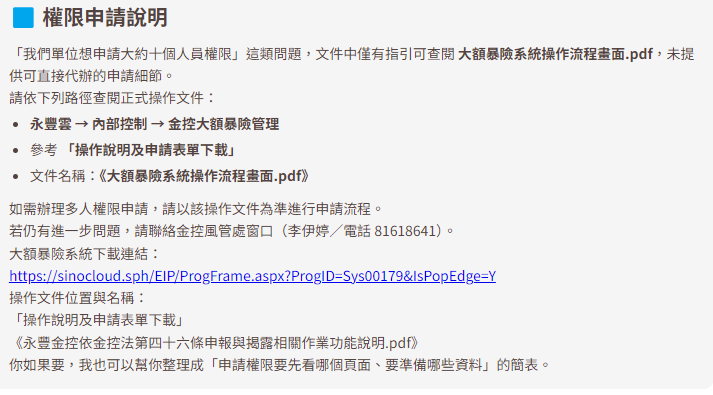 權限申請說明
「我們單位想申請大約十個人員權限」這類問題，文件中僅有指引可查閱 大額暴險系統操作流程畫面.pdf，未提
供可直接代辦的申請細節。
請依下列路徑查閱正式操作文件：
• 永豐雲 → 內部控制 → 金控大額暴險管理
• 參考 「操作說明及申請表單下載」
• 文件名稱：《大額暴險系統操作流程畫面.pdf》
如需辦理多人權限申請，請以該操作文件為準進行申請流程。
若仍有進一步問題，請聯絡金控風管處窗口（李伊婷／電話 81618641）。
大額暴險系統下載連結：
https://sinocloud.sph/EIP/ProgFrame.aspx?ProgID=Sys00179&IsPopEdge=Y
操作文件位置與名稱：
「操作說明及申請表單下載」
《永豐金控依金控法第四十六條申報與揭露相關作業功能說明.pdf》
你如果要，我也可以幫你整理成「申請權限要先看哪個頁面、要準備哪些資料」的簡表。